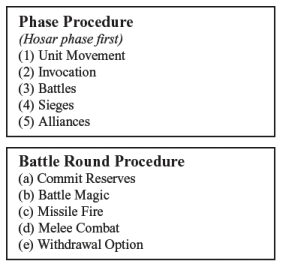 Phase Procedure
(Hosar phase first)
(1) Unit Movement
(2) Invocation
(3) Battles
(4) Sieges
(5) Alliances
Battle Round Procedure
(a) Commit Reserves
(b) Battle Magic
(c) Missile Fire
(d) Melee Combat
(e) Withdrawal Option